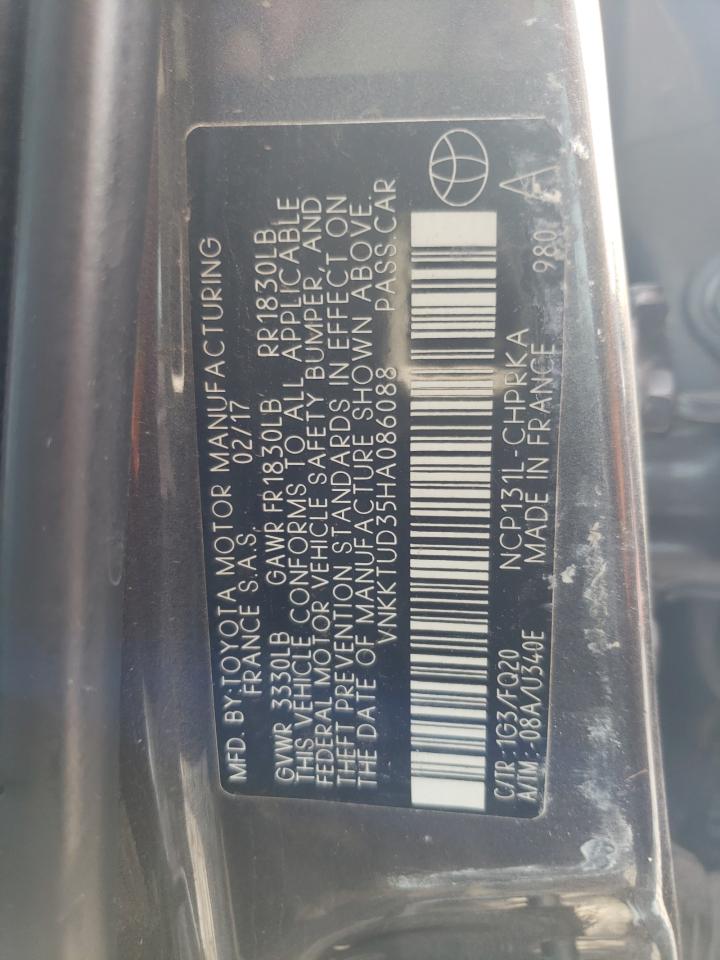 MFD. BY:TOYOTA MOTOR MANUFACTURING
FRANCE S.A.S. 02/17
GVWR 3330LB GAWR FR1830LB RR1830LB
THIS VEHICLE CONFORMS TO ALL APPLICABLE
FEDERAL MOTOR VEHICLE SAFETY BUMPER, AND
THEFT PREVENTION STANDARDS IN EFFECT ON
THE DATE OF MANUFACTURE SHOWN ABOVE.
VNKKTUD35HA086088 PASS.CAR
C/TR:1G3/FQ20 NCP131L-CHPRKA
A/TM:-08A/U340E MADE IN FRANCE 980